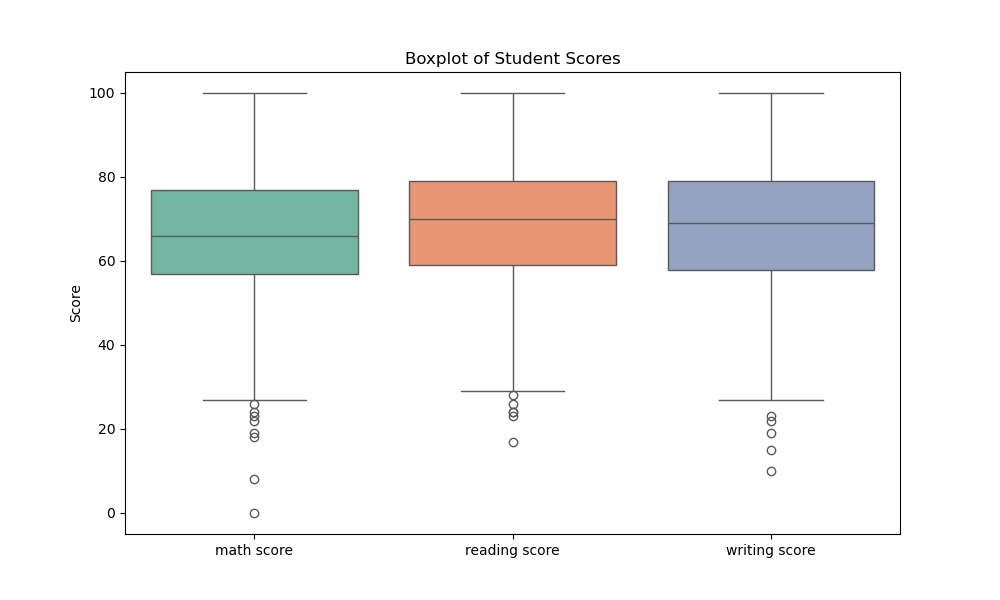 Boxplot of Student Scores
100
80
60
40
20
0
Score
math score
reading score
writing score